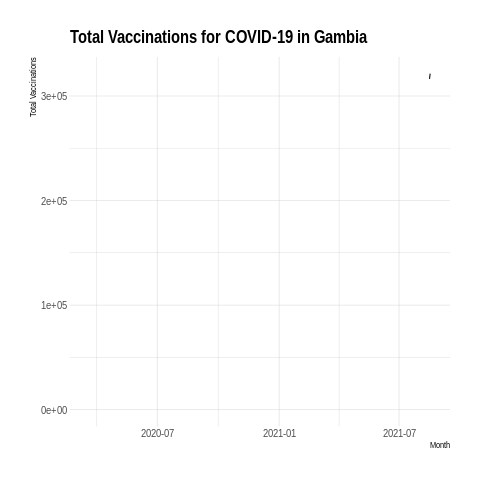 Total Vaccinations for COVID-19 in Gambia
Total Vaccinations
3e+05
2e+05
1e+05
0e+00
2020-07
2021-01
2021-07
Month